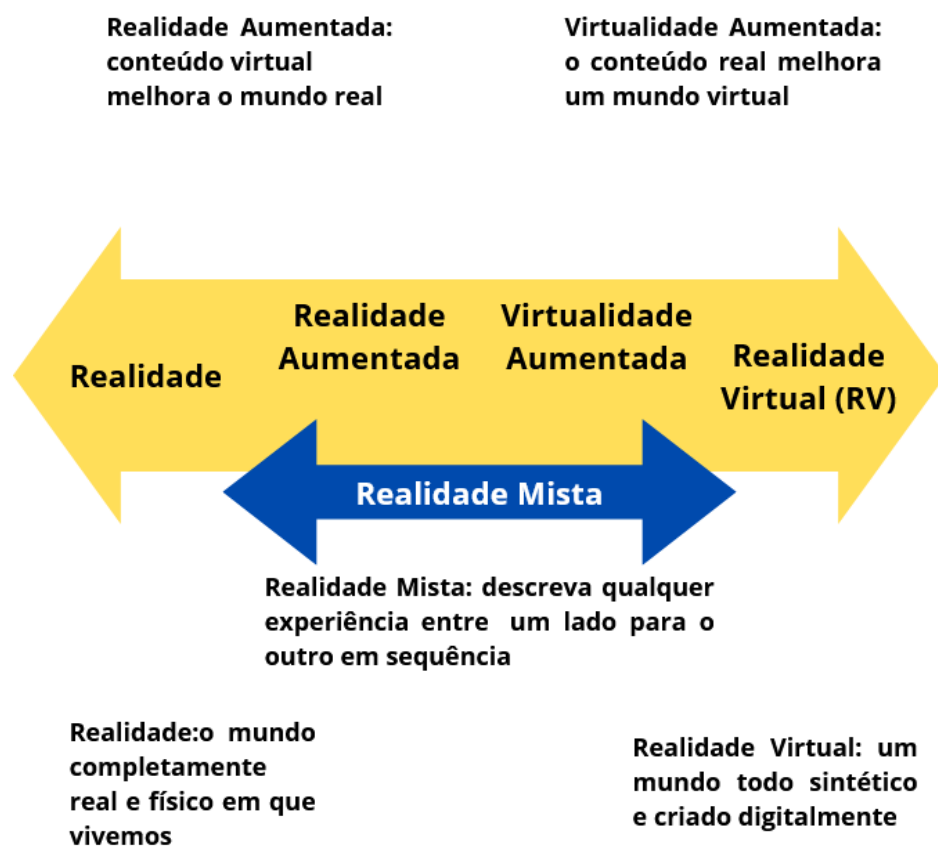 Realidade Aumentada:
conteúdo virtual
melhora o mundo real
Virtualidade Aumentada:
o conteúdo real melhora
um mundo virtual
Realidade
Realidade
Aumentada
Virtualidade
Aumentada
Realidade
Virtual (RV)
Realidade Mista
Realidade Mista: descreva qualquer
experiência entre um lado para o
outro em sequência
Realidade:o mundo
completamente
real e físico em que
vivemos
Realidade Virtual: um
mundo todo sintético
e criado digitalmente